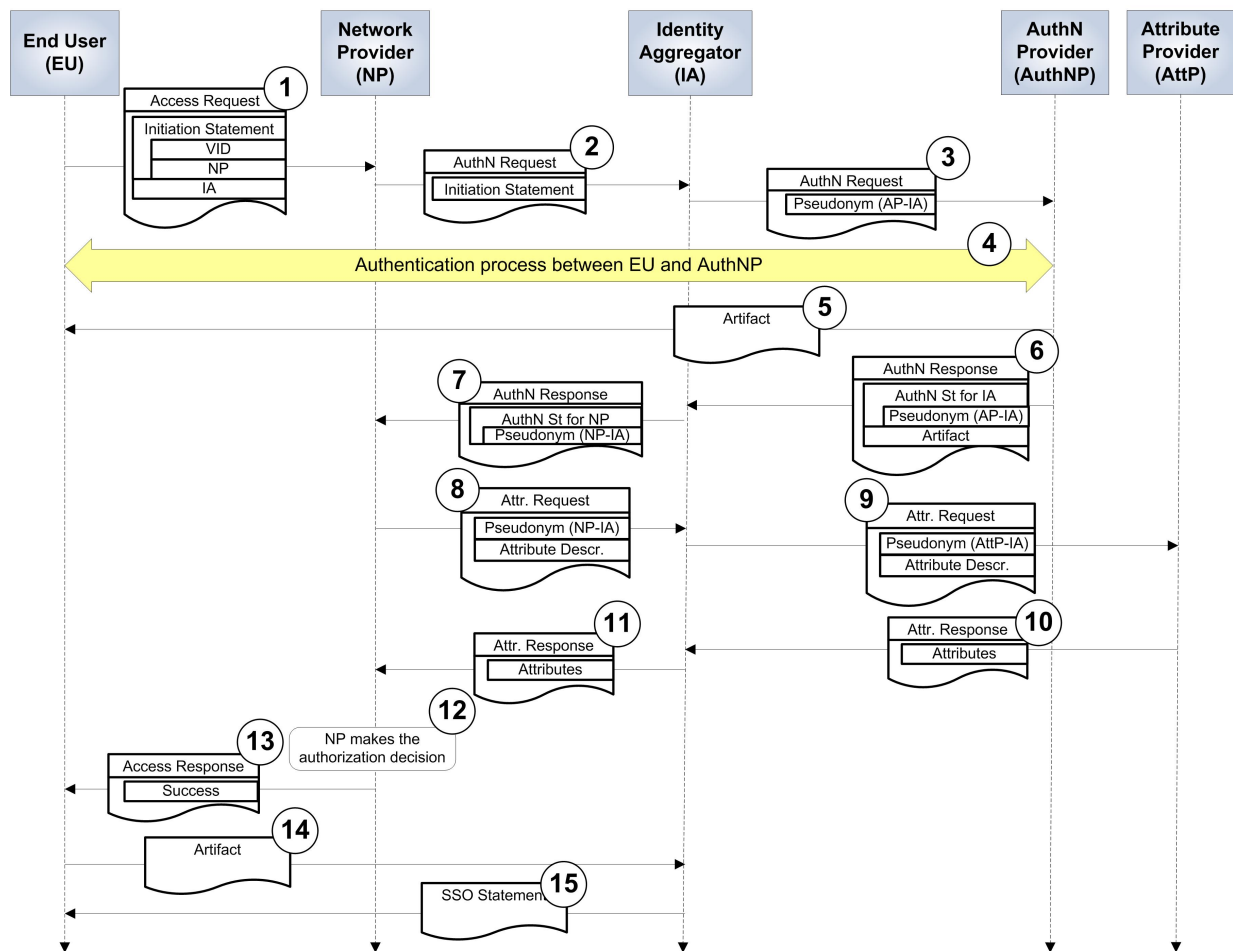 End User
(EU)
Network
Provider
(NP)
Identity
Aggregator
(IA)
AuthN
Provider
(AuthNP)
Attribute
Provider
(AttP)
1
Access Request
Initiation Statement
VID
NP
IA
2
AuthN Request
Initiation Statement
3
AuthN Request
Pseudonym (AP-IA)
4
Authentication process between EU and AuthNP
5
Artifact
6
AuthN Response
AuthN St for IA
Pseudonym (AP-IA)
Artifact
7
AuthN Response
AuthN St for NP
Pseudonym (NP-IA)
8
Attr. Request
Pseudonym (NP-IA)
Attribute Descr.
9
Attr. Request
Pseudonym (AttP-IA)
Attribute Descr.
10
Attr. Response
Attributes
11
Attr. Response
Attributes
12
NP makes the
authorization decision
13
Access Response
Success
14
Artifact
15
SSO Statement